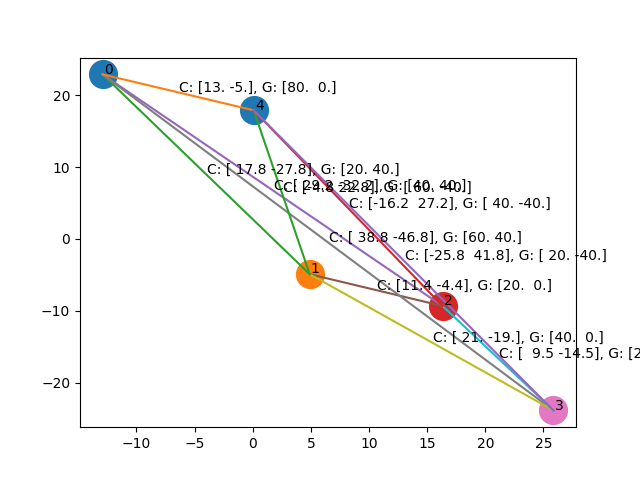 0
C: [13. -5.], G: [80.  0.]
4
20
C: [ 17.8 -27.8], G: [20. 40.]
10
C: [-16.2  27.2], G: [ 40. -40.]
0
C: [ 38.8 -46.8], G: [60. 40.]
C: [-25.8  41.8], G: [ 20. -40.]
1
C: [11.4 -4.4], G: [20.  0.]
2
−10
C: [ 21. -19.], G: [40.  0.]
C: [  9.5 -14.5], G: [2
−20
3
−10
−5
0
5
10
15
20
25